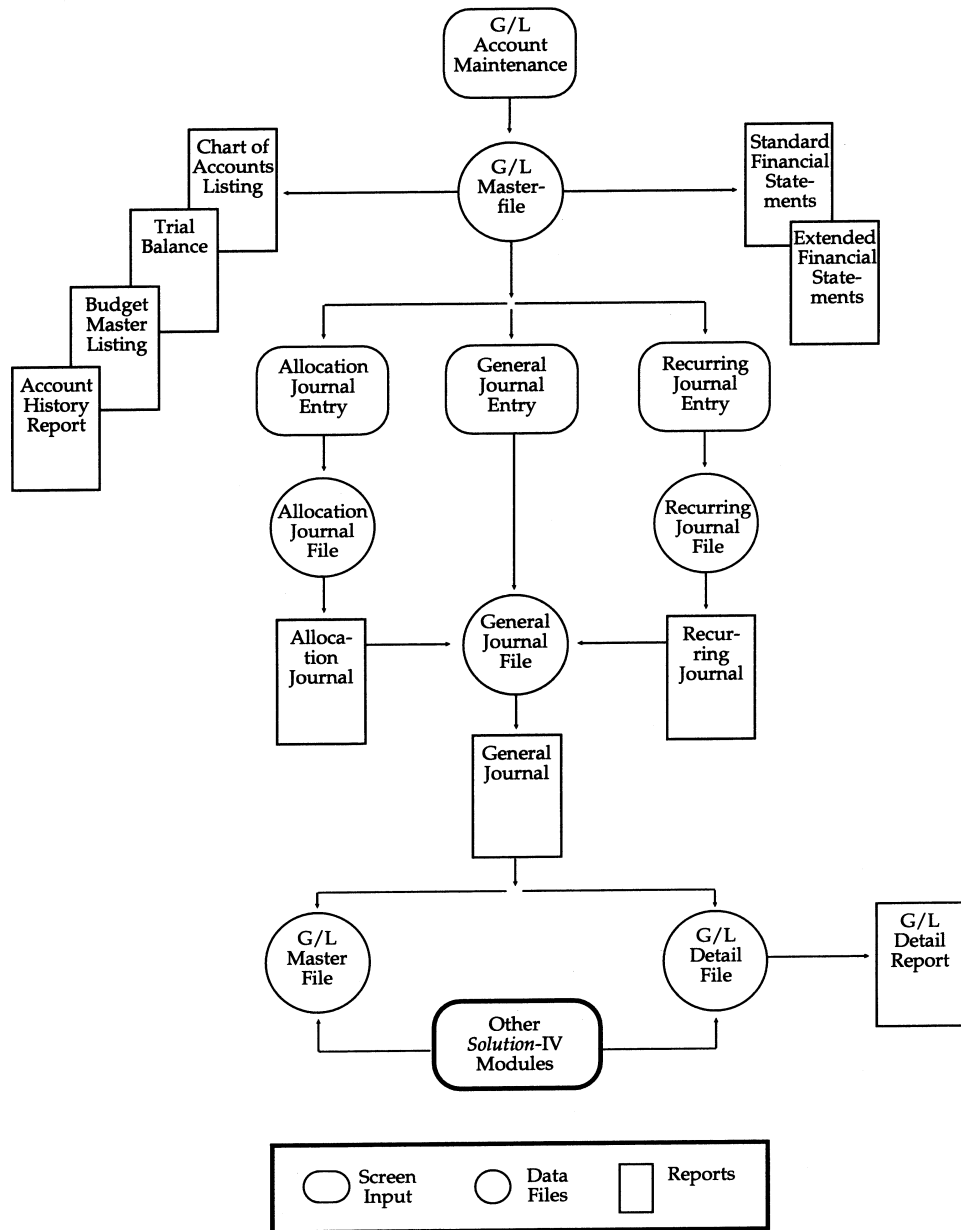 G/L
Account
Maintenance
Chart of
Accounts
Listing
G/L
Master-
file
Standard
Financial
State-
ments
Trial
Balance
Extended
Financial
State-
ments
Budget
Master
Listing
Account
History
Report
Allocation
Journal
Entry
General
Journal
Entry
Recurring
Journal
Entry
Allocation
Journal
File
Recurring
Journal
File
Alloca-
tion
Journal
General
Journal
File
Recur-
ring
Journal
General
Journal
G/L
Master
File
G/L
Detail
File
G/L
Detail
Report
Other
Solution-IV
Modules
Screen
Input
Data
Files
Reports